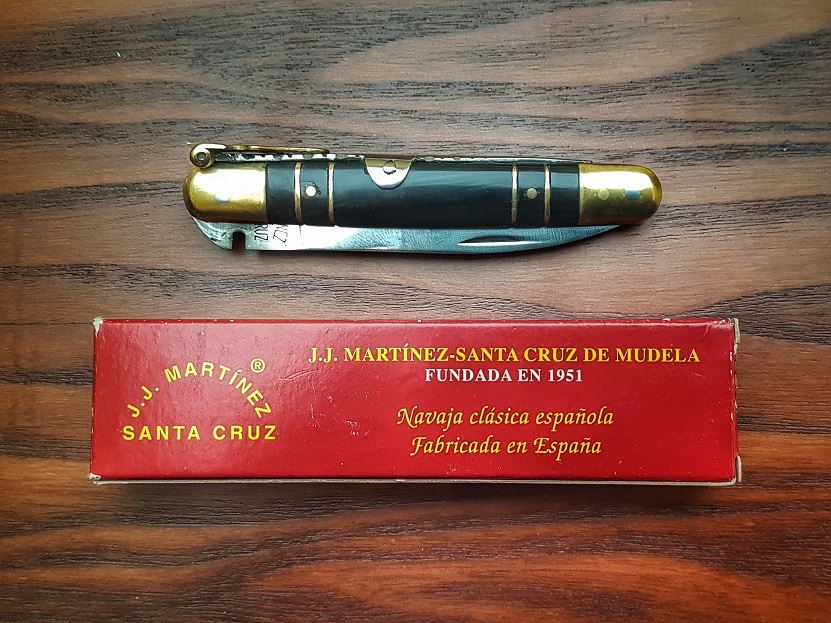 J.J. MARTÍNEZ®
SANTA CRUZ
J.J. MARTÍNEZ-SANTA CRUZ DE MUDELA
FUNDADA EN 1951
Navaja clásica española
Fabricada en España